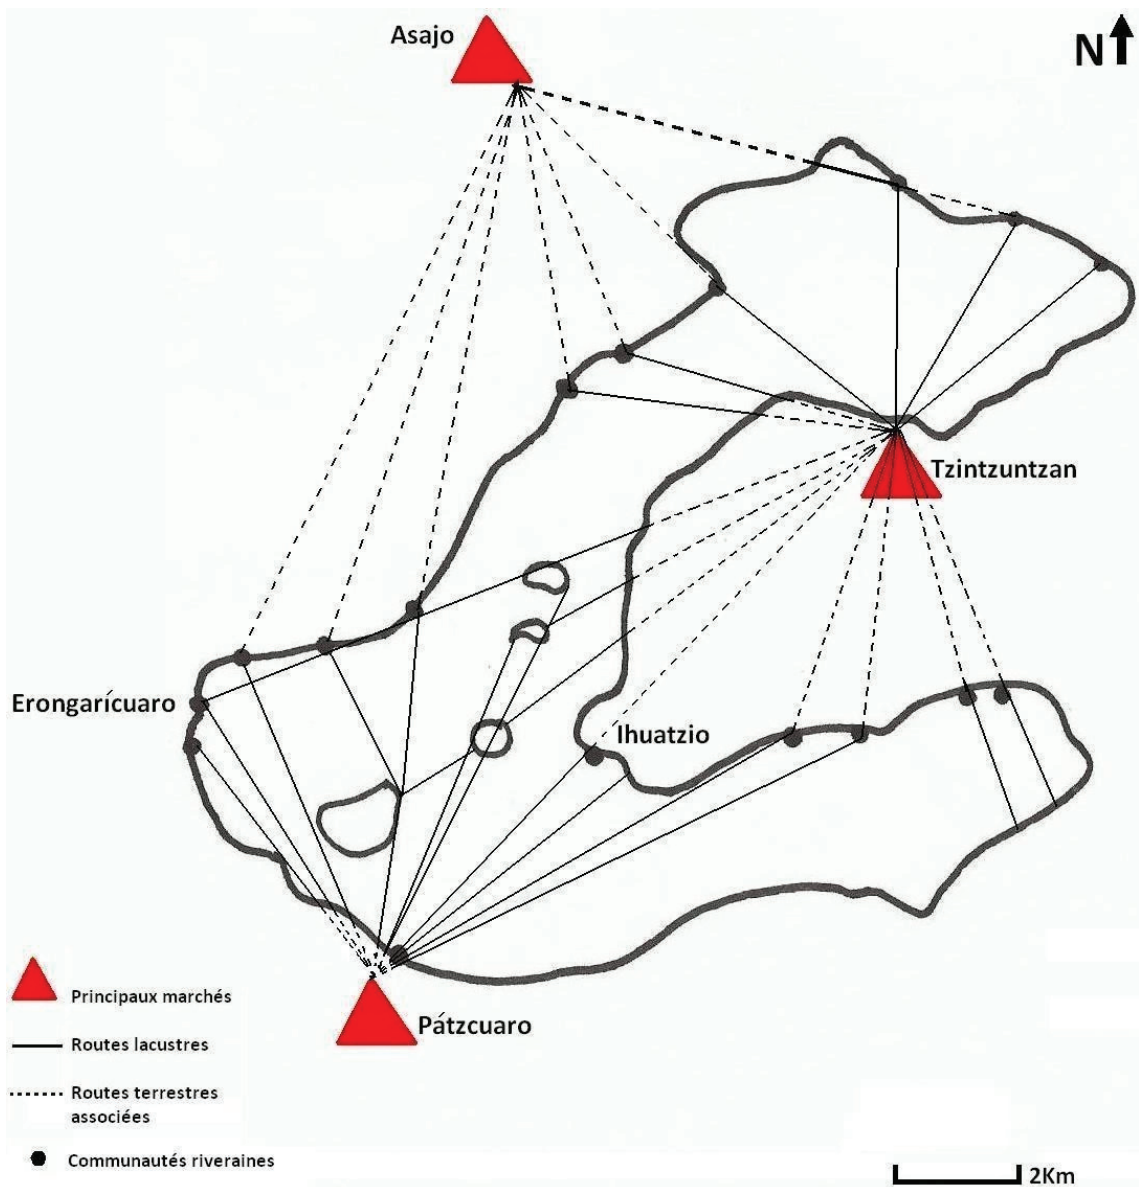 Asajo
N
Tzintzuntzan
Erongarícuaro
Ihuatzio
Pátzcuaro
Principaux marchés
Routes lacustres
Routes terrestres
associées
Communautés riveraines
2Km